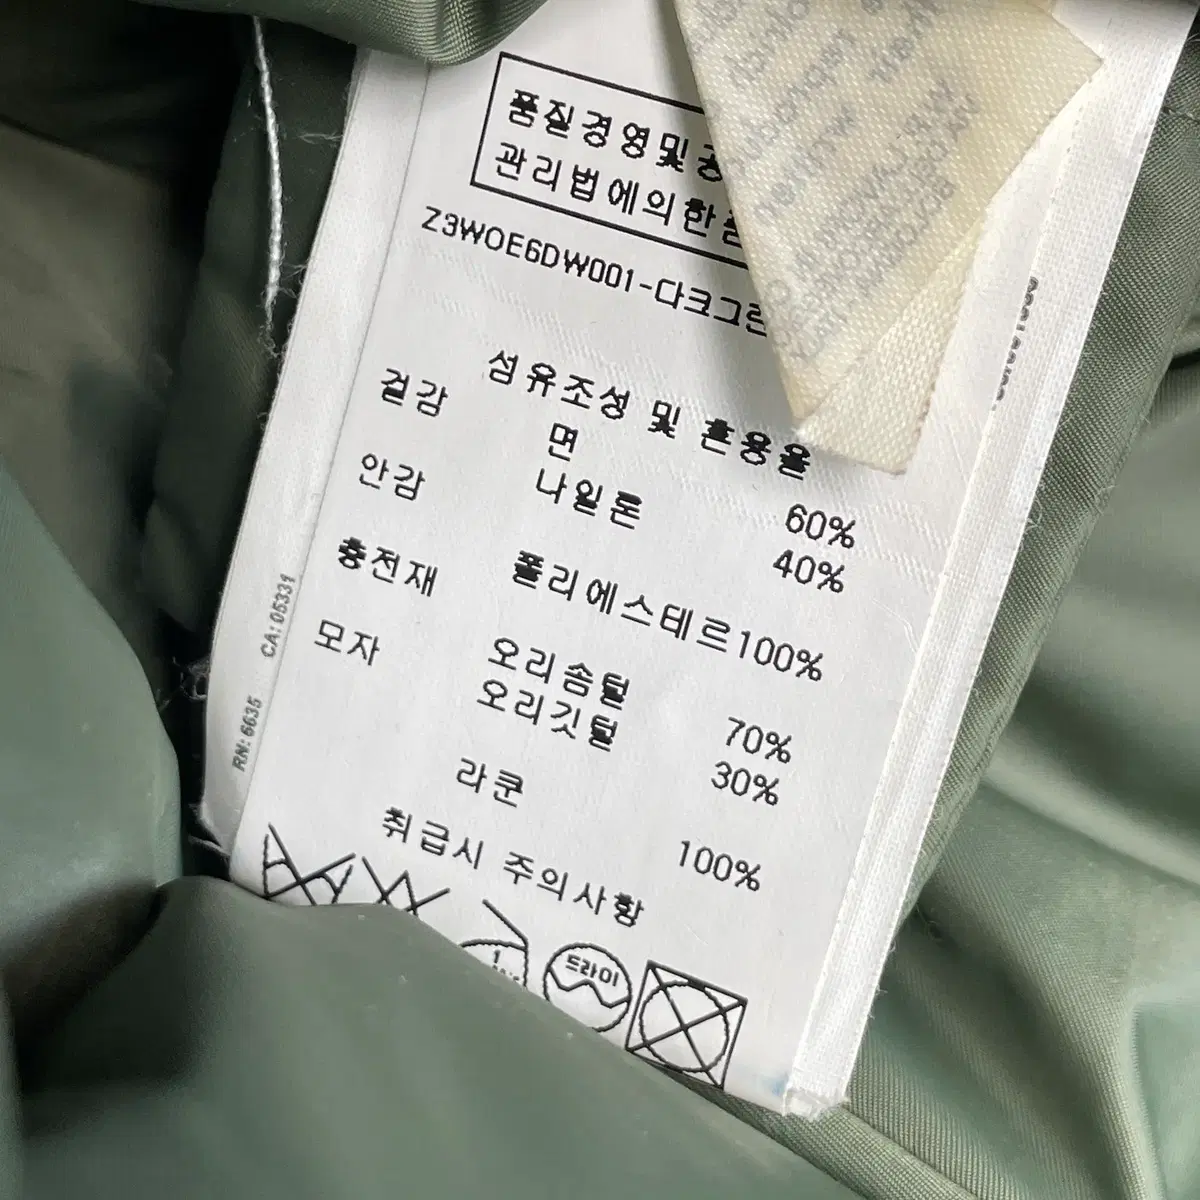 품질경영및공
관리법에의한품
Z3WOE6DW001-다크그린
섬유조성 및 혼용율
겉감 면 60%
나일론 40%
안감 폴리에스테르100%
충전재 오리솜털 70%
오리깃털 30%
모자 라쿤 100%
취급시 주의사항
드라이
CA: 05331
RN: 6635